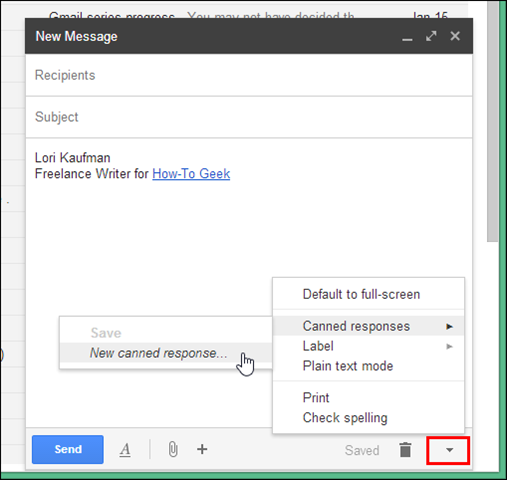 Gmail series progress - You may not have decided th Jan 15
New Message
Recipients
Subject
Lori Kaufman
Freelance Writer for How-To Geek
Default to full-screen
Canned responses
Label
Plain text mode
Print
Check spelling
Save
New canned response...
Send
A
Saved